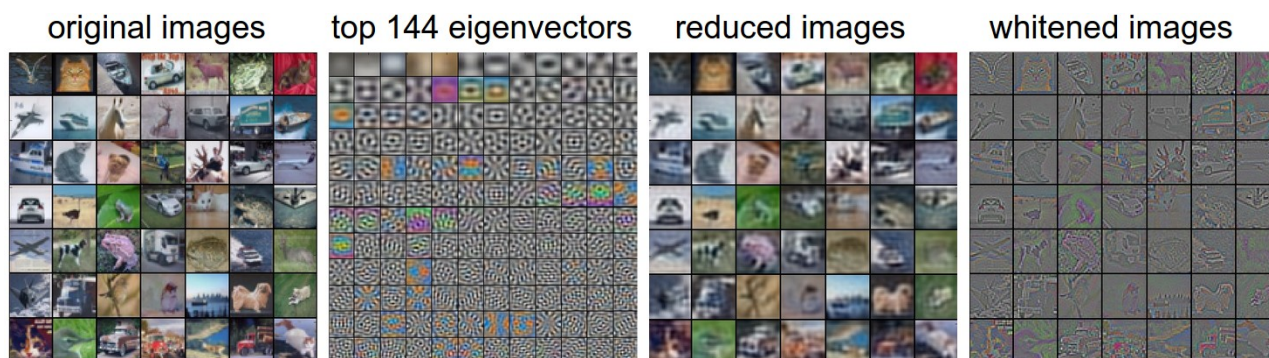 original images
top 144 eigenvectors
reduced images
whitened images